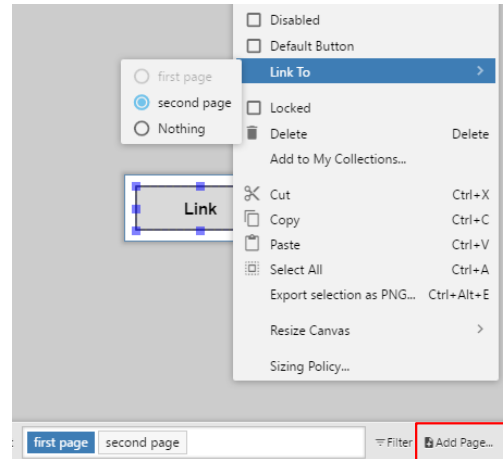 Disabled
Default Button
Link To
first page
second page
Nothing
Locked
Delete Delete
Add to My Collections...
Link
Cut Ctrl+X
Copy Ctrl+C
Paste Ctrl+V
Select All Ctrl+A
Export selection as PNG... Ctrl+Alt+E
Resize Canvas
Sizing Policy...
: first page second page Filter Add Page...